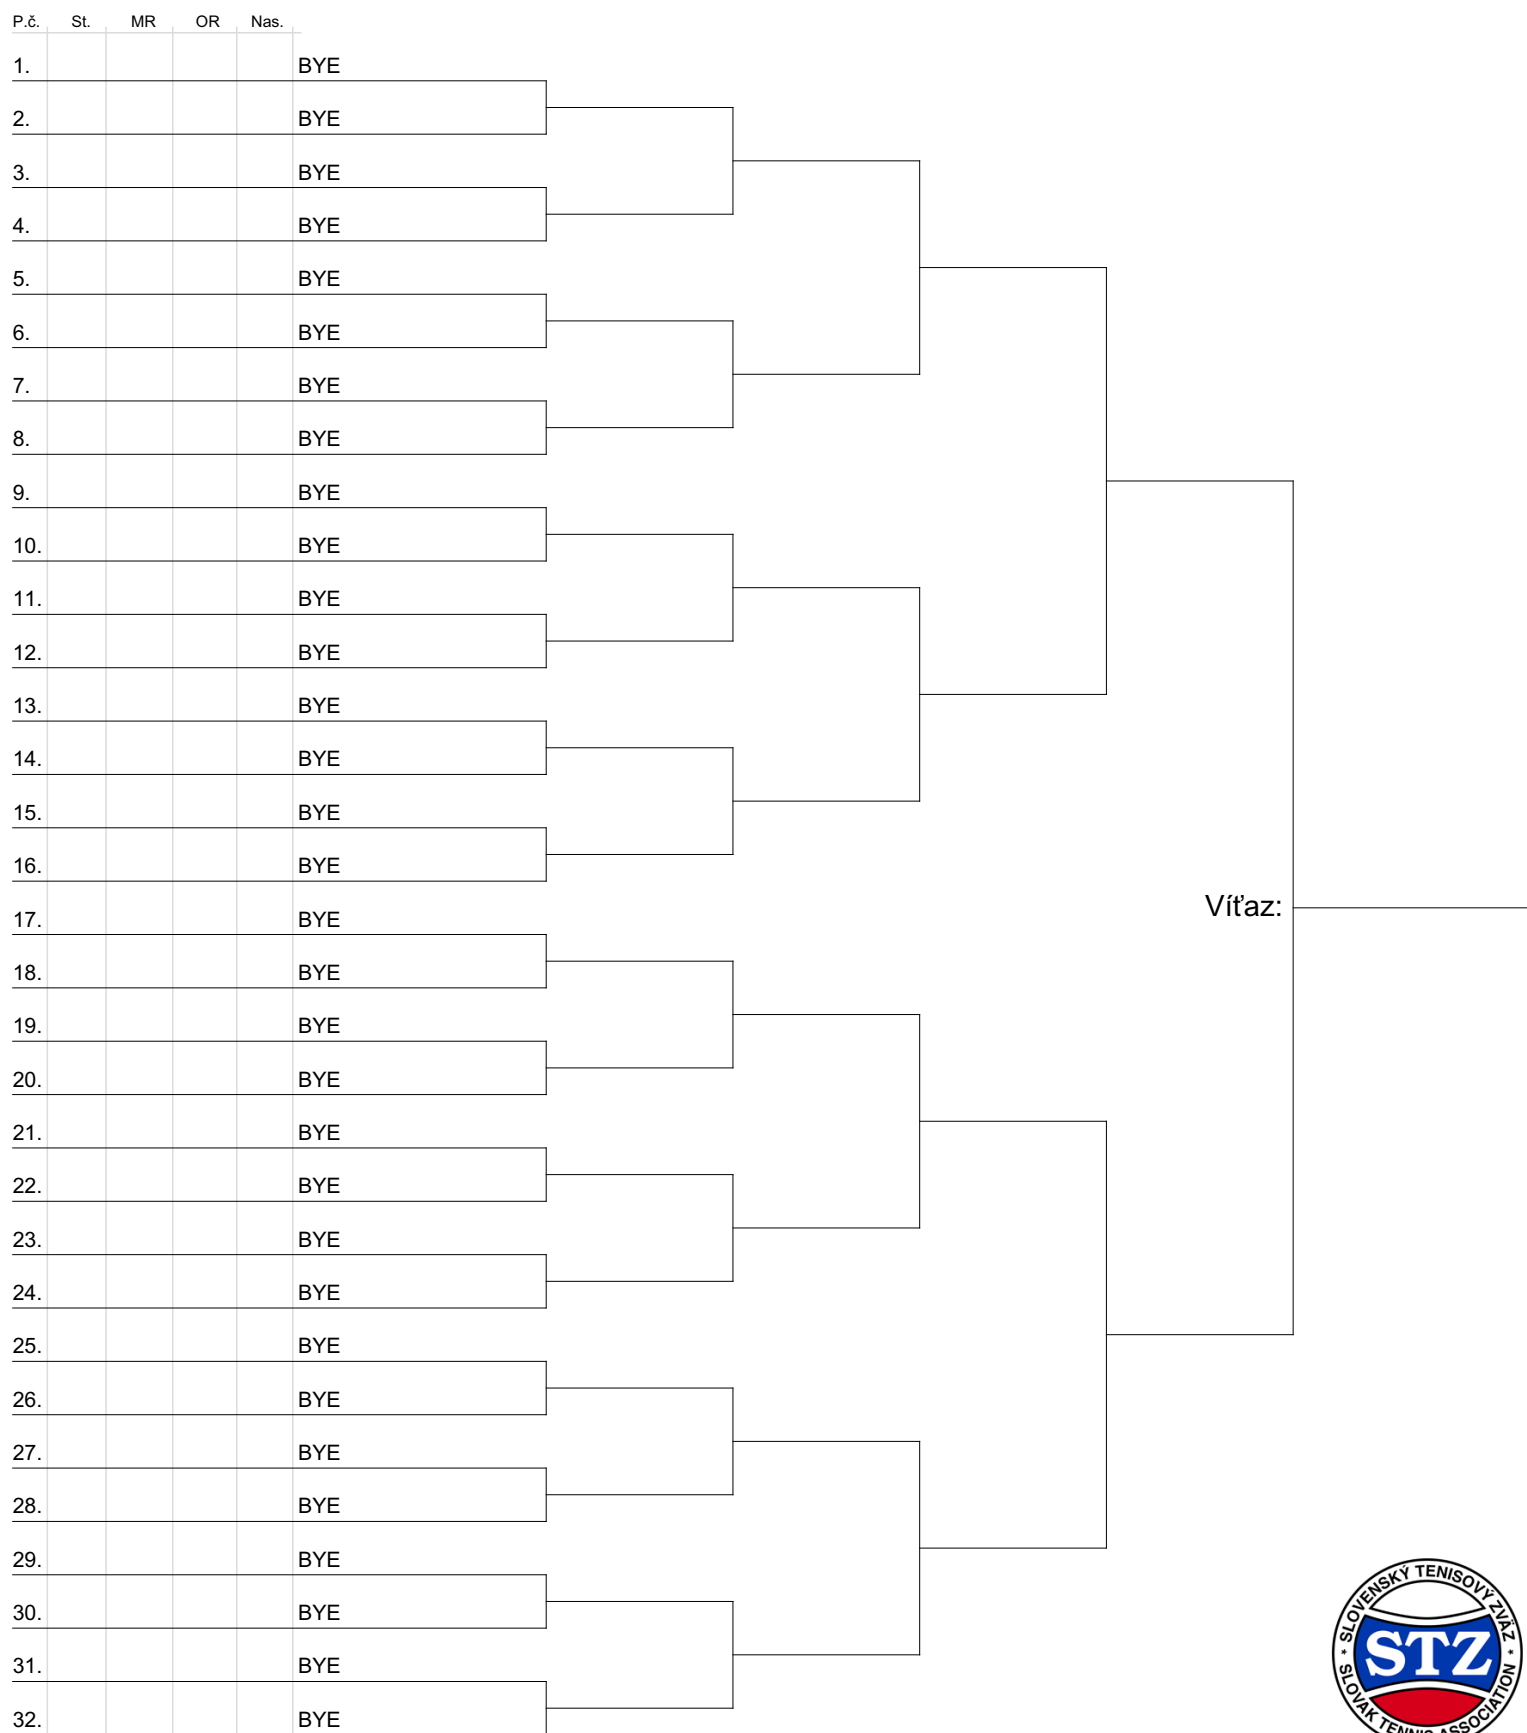 P.č. St. MR OR Nas.
1. BYE
2. BYE
3. BYE
4. BYE
5. BYE
6. BYE
7. BYE
8. BYE
9. BYE
10. BYE
11. BYE
12. BYE
13. BYE
14. BYE
15. BYE
16. BYE
Víťaz:
17. BYE
18. BYE
19. BYE
20. BYE
21. BYE
22. BYE
23. BYE
24. BYE
25. BYE
26. BYE
27. BYE
28. BYE
29. BYE
30. BYE
31. BYE
32. BYE
SLOVENSKÝ TENISOVÝ ZVÄZ
STZ
SLOVAK TENNIS ASSOCIATION